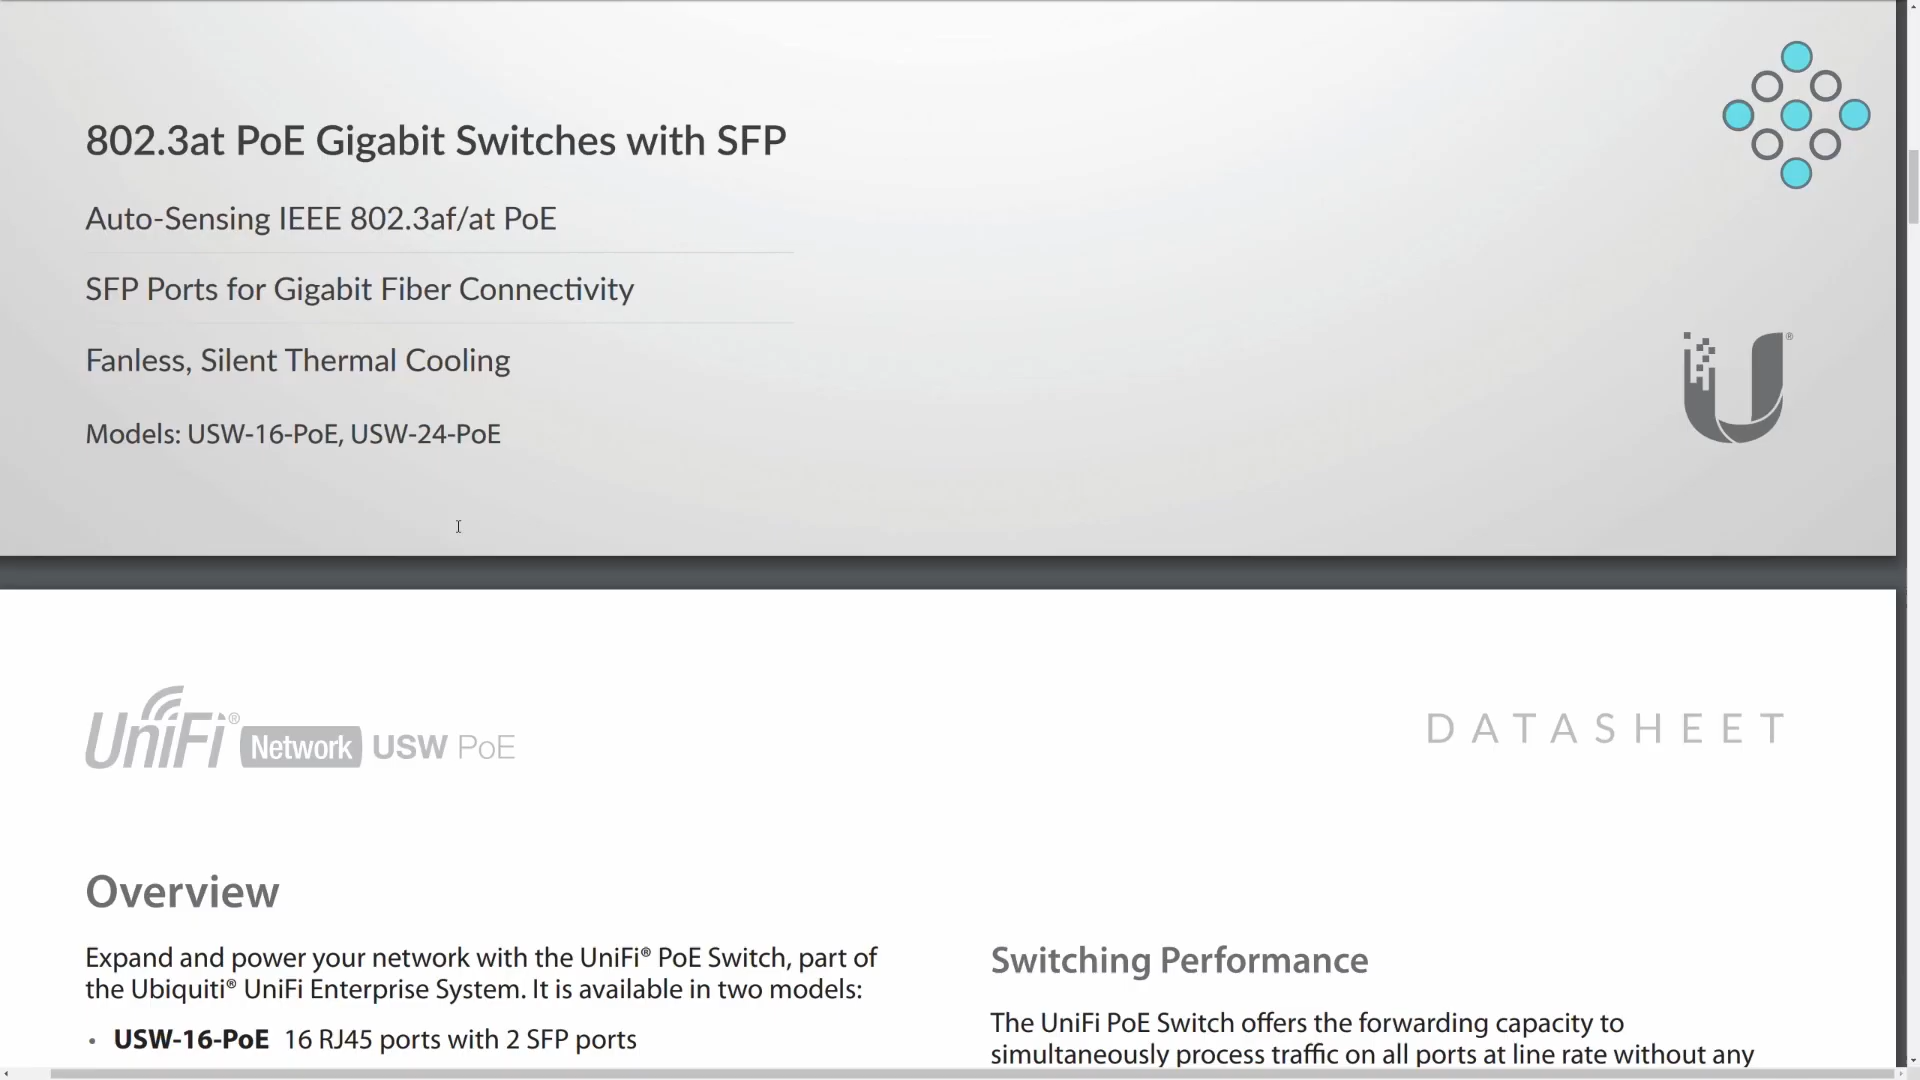 802.3at PoE Gigabit Switches with SFP
Auto-Sensing IEEE 802.3af/at PoE
SFP Ports for Gigabit Fiber Connectivity
Fanless, Silent Thermal Cooling
Models: USW-16-PoE, USW-24-PoE
®
UniFi® Network USW PoE
DATASHEET
Overview
Expand and power your network with the UniFi® PoE Switch, part of
the Ubiquiti® UniFi Enterprise System. It is available in two models:
• USW-16-PoE 16 RJ45 ports with 2 SFP ports
Switching Performance
The UniFi PoE Switch offers the forwarding capacity to
simultaneously process traffic on all ports at line rate without any